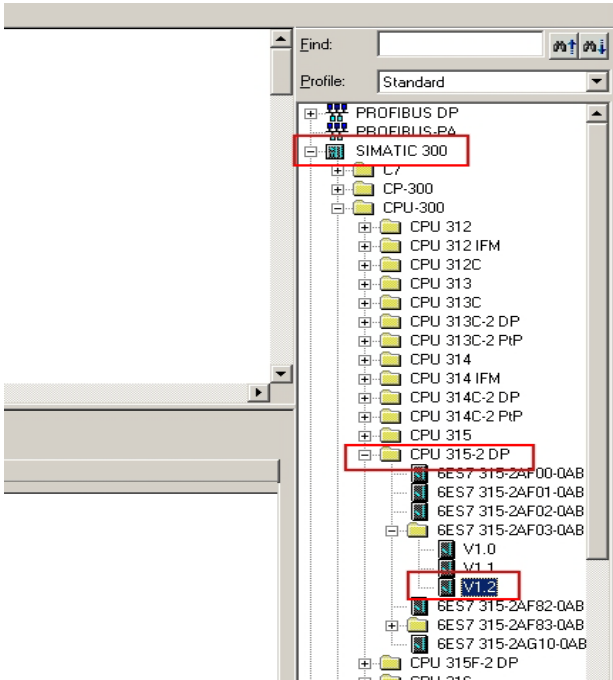 Find:
Profile: Standard
PROFIBUS DP
PROFIBUS-PA
SIMATIC 300
C7
CP-300
CPU-300
CPU 312
CPU 312 IFM
CPU 312C
CPU 313
CPU 313C
CPU 313C-2 DP
CPU 313C-2 PtP
CPU 314
CPU 314 IFM
CPU 314C-2 DP
CPU 314C-2 PtP
CPU 315
CPU 315-2 DP
6ES7 315-2AF00-0AB
6ES7 315-2AF01-0AB
6ES7 315-2AF02-0AB
6ES7 315-2AF03-0AB
V1.0
V1.1
V1.2
6ES7 315-2AF82-0AB
6ES7 315-2AF83-0AB
6ES7 315-2AG10-0AB
CPU 315F-2 DP
CPU 316